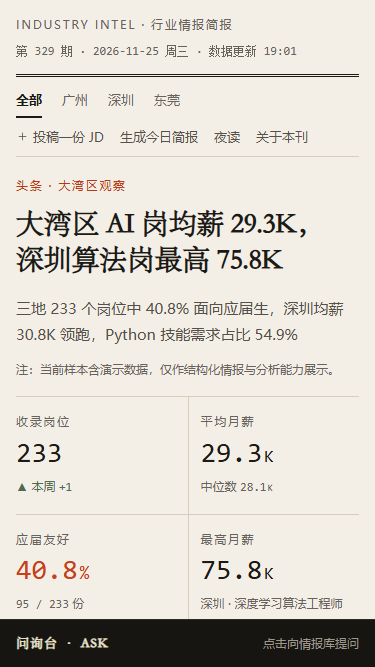 INDUSTRY INTEL · 行业情报简报
第 329 期 · 2026-11-25 周三 · 数据更新 19:01
全部 广州 深圳 东莞
＋ 投稿一份 JD 生成今日简报 夜读 关于本刊
头条 · 大湾区观察
大湾区 AI 岗均薪 29.3K，
深圳算法岗最高 75.8K
三地 233 个岗位中 40.8% 面向应届生，深圳均薪
30.8K 领跑，Python 技能需求占比 54.9%
注：当前样本含演示数据，仅作结构化情报与分析能力展示。
收录岗位
233
▲ 本周 +1
平均月薪
29.3K
中位数 28.1K
应届友好
40.8%
95 / 233 份
最高月薪
75.8K
深圳 · 深度学习算法工程师
问询台 · ASK
点击向情报库提问